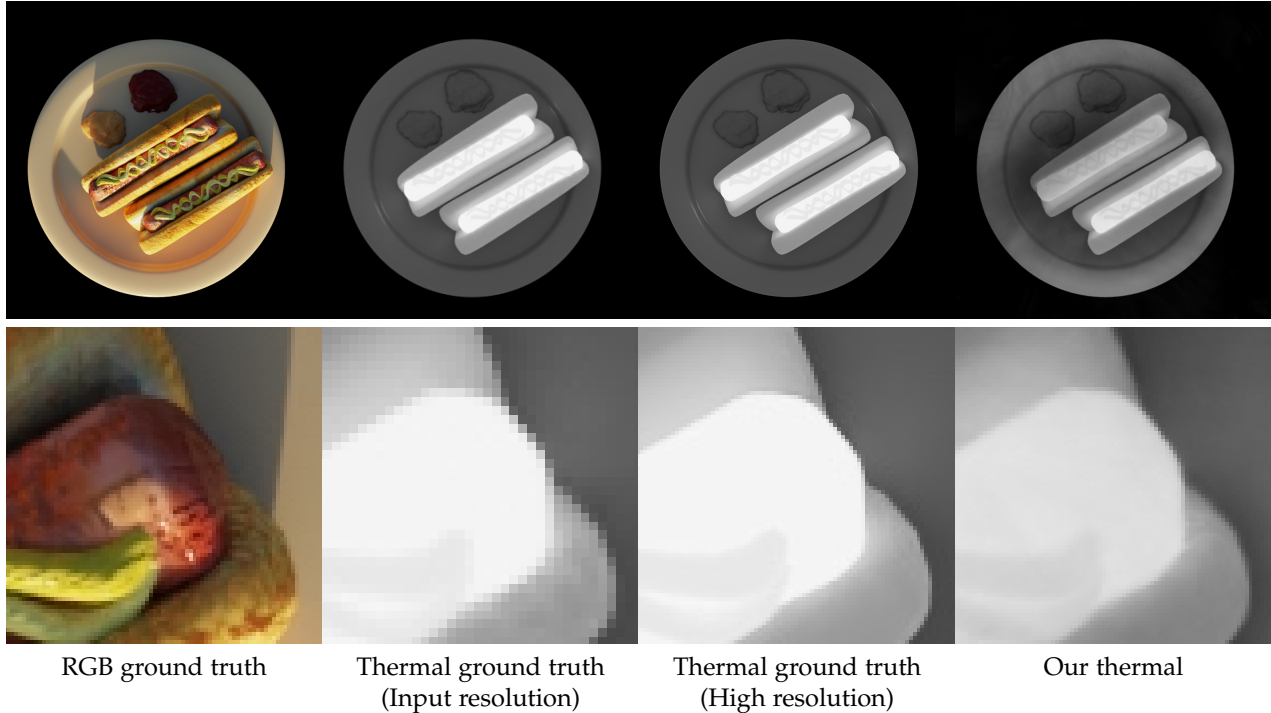 RGB ground truth
Thermal ground truth
(Input resolution)
Thermal ground truth
(High resolution)
Our thermal